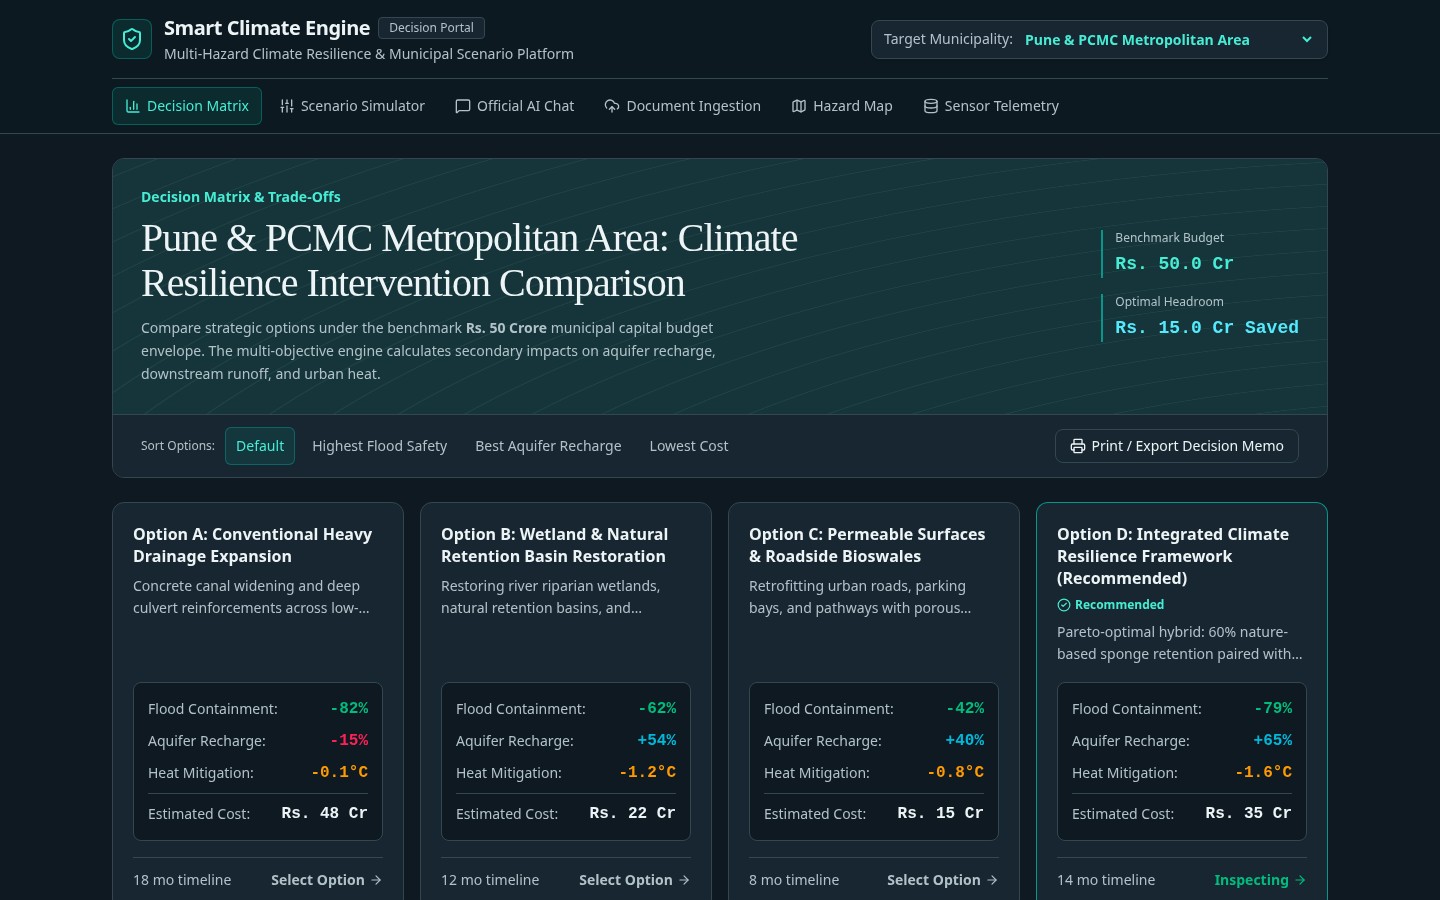 Smart Climate Engine
Decision Portal
Multi-Hazard Climate Resilience & Municipal Scenario Platform
Target Municipality:
Pune & PCMC Metropolitan Area
Decision Matrix
Scenario Simulator
Official AI Chat
Document Ingestion
Hazard Map
Sensor Telemetry
Decision Matrix & Trade-Offs
Pune & PCMC Metropolitan Area: Climate
Resilience Intervention Comparison
Compare strategic options under the benchmark Rs. 50 Crore municipal capital budget
envelope. The multi-objective engine calculates secondary impacts on aquifer recharge,
downstream runoff, and urban heat.
Benchmark Budget
Rs. 50.0 Cr
Optimal Headroom
Rs. 15.0 Cr Saved
Sort Options:
Default
Highest Flood Safety
Best Aquifer Recharge
Lowest Cost
Print / Export Decision Memo
Option A: Conventional Heavy
Drainage Expansion
Concrete canal widening and deep
culvert reinforcements across low-...
Flood Containment: -82%
Aquifer Recharge: -15%
Heat Mitigation: -0.1°C
Estimated Cost: Rs. 48 Cr
18 mo timeline
Select Option →
Option B: Wetland & Natural
Retention Basin Restoration
Restoring river riparian wetlands,
natural retention basins, and...
Flood Containment: -62%
Aquifer Recharge: +54%
Heat Mitigation: -1.2°C
Estimated Cost: Rs. 22 Cr
12 mo timeline
Select Option →
Option C: Permeable Surfaces
& Roadside Bioswales
Retrofitting urban roads, parking
bays, and pathways with porous...
Flood Containment: -42%
Aquifer Recharge: +40%
Heat Mitigation: -0.8°C
Estimated Cost: Rs. 15 Cr
8 mo timeline
Select Option →
Option D: Integrated Climate
Resilience Framework
(Recommended)
Recommended
Pareto-optimal hybrid: 60% nature-
based sponge retention paired with...
Flood Containment: -79%
Aquifer Recharge: +65%
Heat Mitigation: -1.6°C
Estimated Cost: Rs. 35 Cr
14 mo timeline
Inspecting →